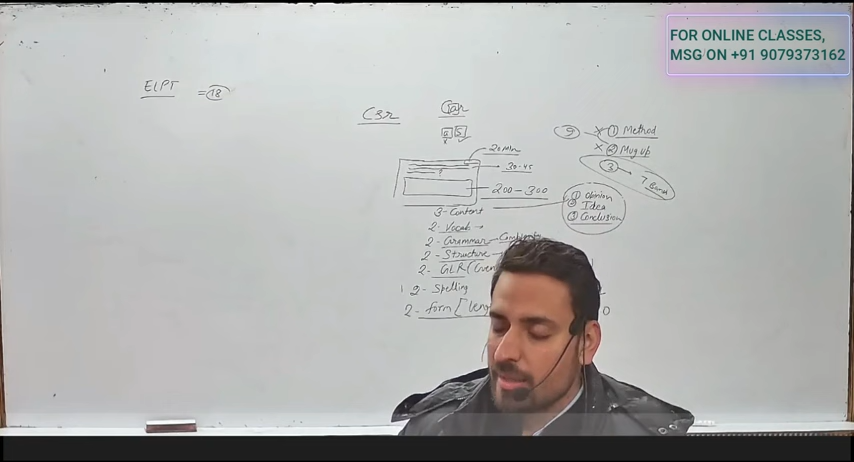 FOR ONLINE CLASSES,
MSG ON +91 9079373162
ELPT = 18
20 Min
30-45
200-300
3- Content
2- Vocab
2- Grammar
2- Structure
2- GLR
2- Spelling
2- form
9
① Method
② Mug up
③
7 Band
① Opinion
② Idea
③ Conclusion